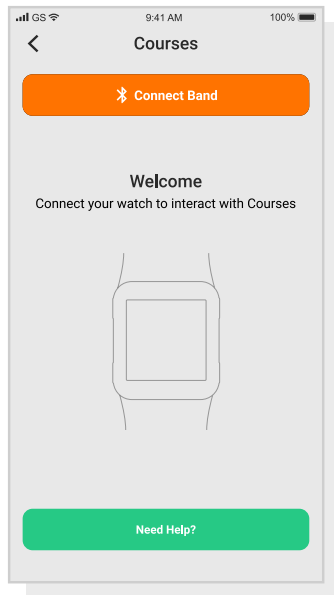 GS 9:41 AM 100%
Courses
Connect Band
Welcome
Connect your watch to interact with Courses
Need Help?